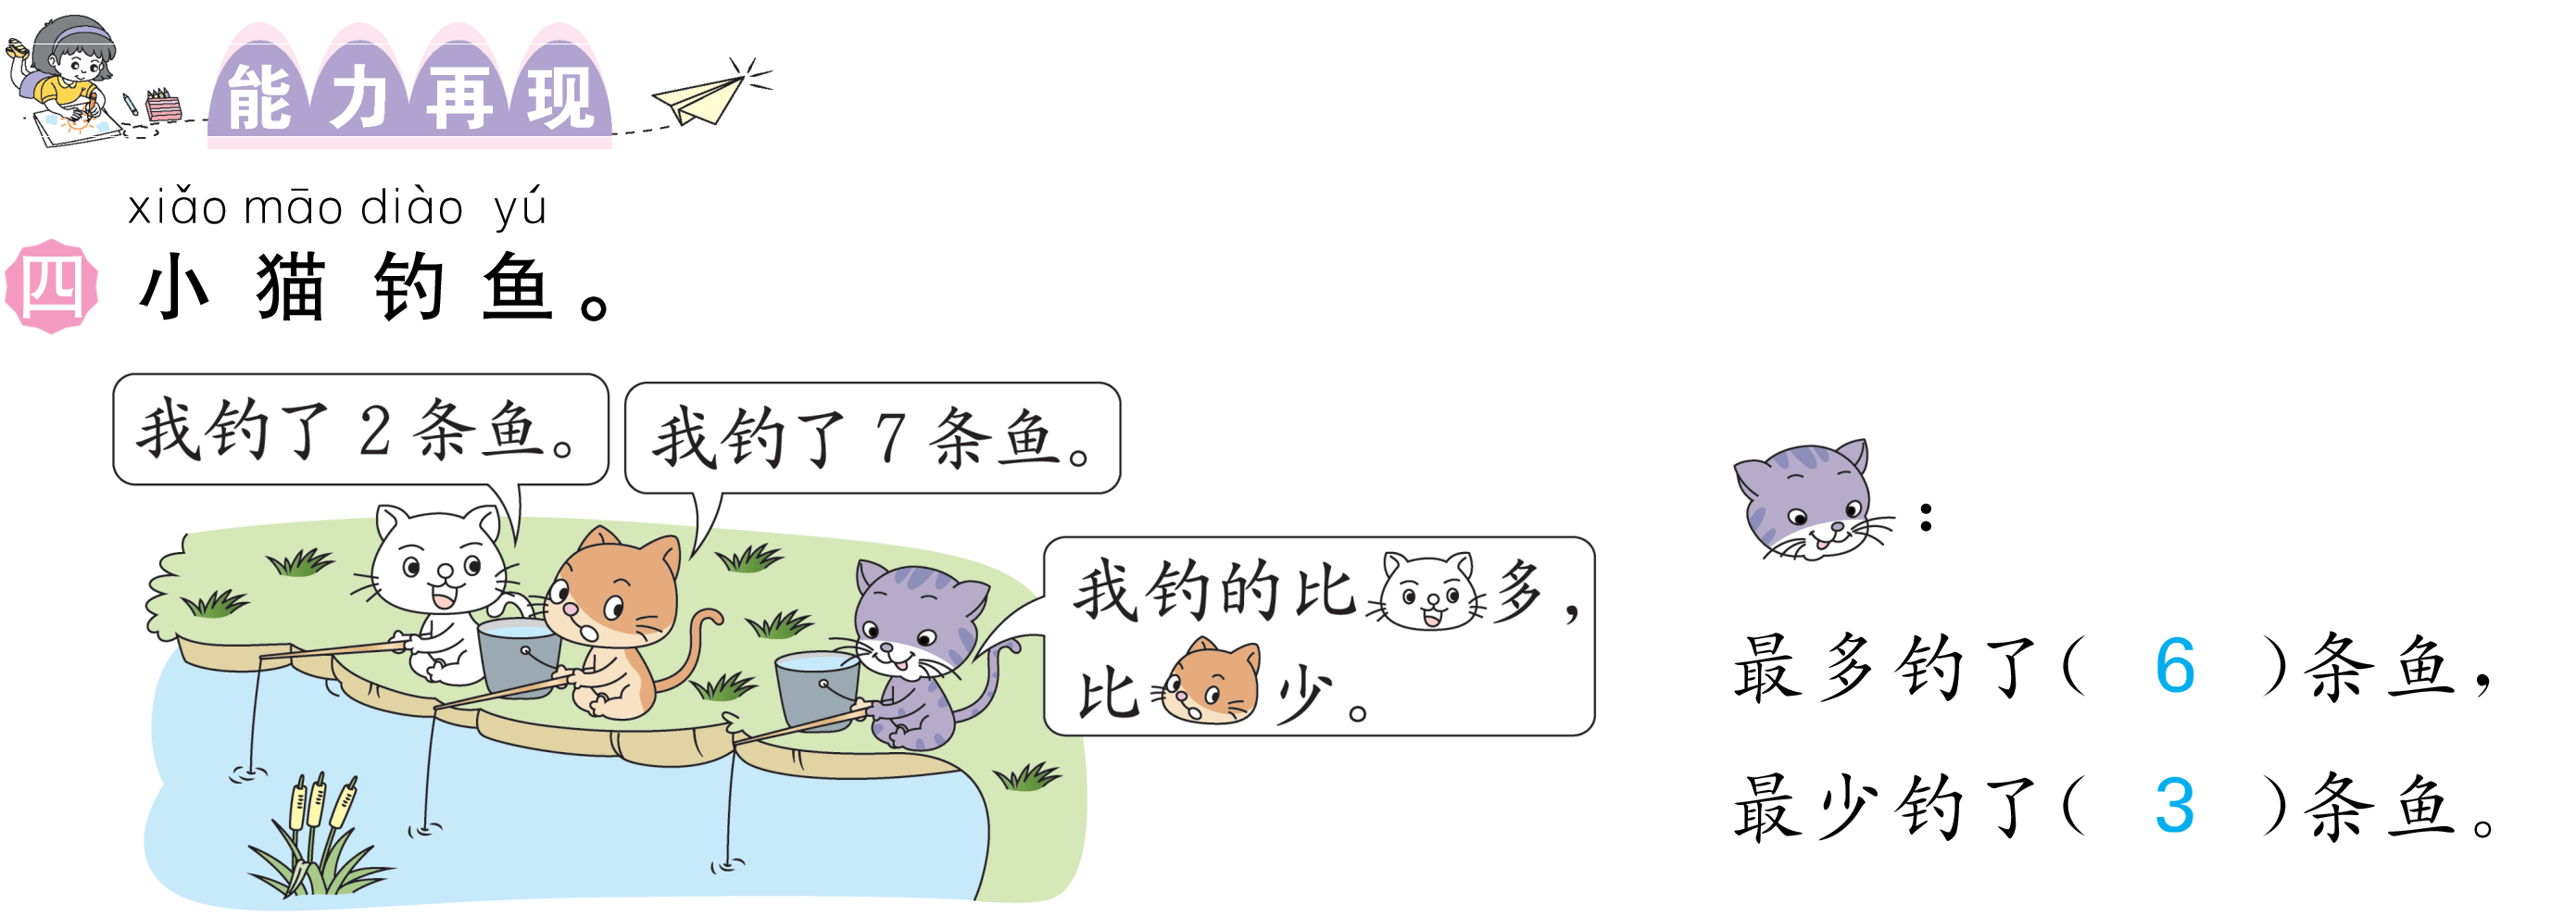 能力再现
xiǎo māo diào yú
四 小猫钓鱼。
我钓了2条鱼。
我钓了7条鱼。
我钓的比多，
比少。
：
最多钓了（ 6 ）条鱼，
最少钓了（ 3 ）条鱼。